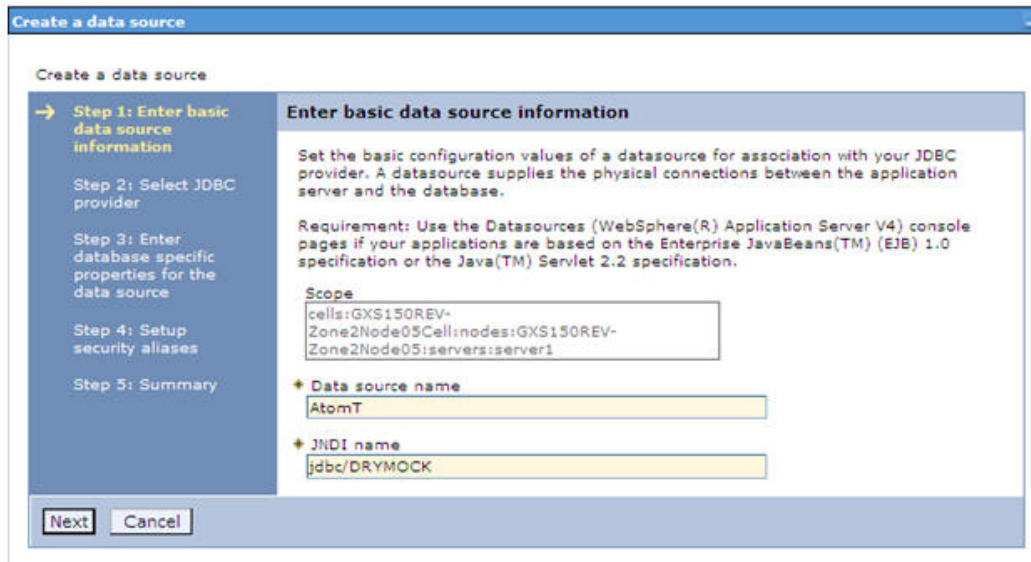 Create a data source
Create a data source
Step 1: Enter basic
data source
information
Step 2: Select JDBC
provider
Step 3: Enter
database specific
properties for the
data source
Step 4: Setup
security aliases
Step 5: Summary
Enter basic data source information
Set the basic configuration values of a datasource for association with your JDBC
provider. A datasource supplies the physical connections between the application
server and the database.
Requirement: Use the Datasources (WebSphere(R) Application Server V4) console
pages if your applications are based on the Enterprise JavaBeans(TM) (EJB) 1.0
specification or the Java(TM) Servlet 2.2 specification.
Scope
cells:GXS150REV-
Zone2Node05Cell:nodes:GXS150REV-
Zone2Node05:servers:server1
Data source name
AtomT
JNDI name
jdbc/DRYMOCK
Next
Cancel